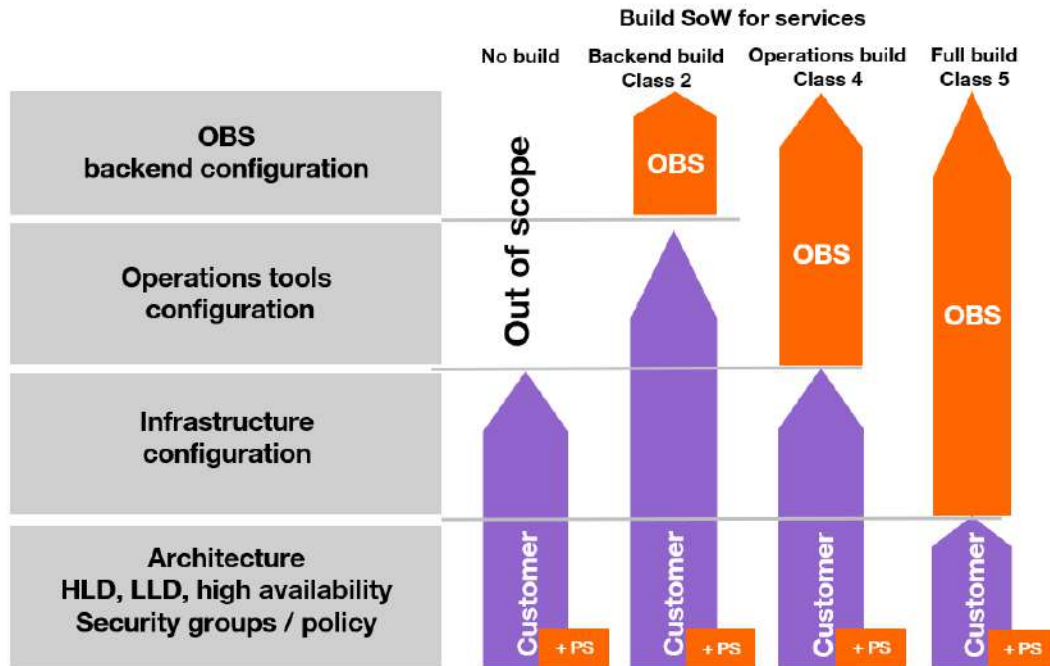 Build SoW for services
No build
Backend build
Class 2
Operations build
Class 4
Full build
Class 5
OBS
backend configuration
Operations tools
configuration
Infrastructure
configuration
Architecture
HLD, LLD, high availability
Security groups / policy
Out of scope
Customer
+ PS
OBS
Customer
+ PS
OBS
Customer
+ PS
OBS
Customer
+ PS